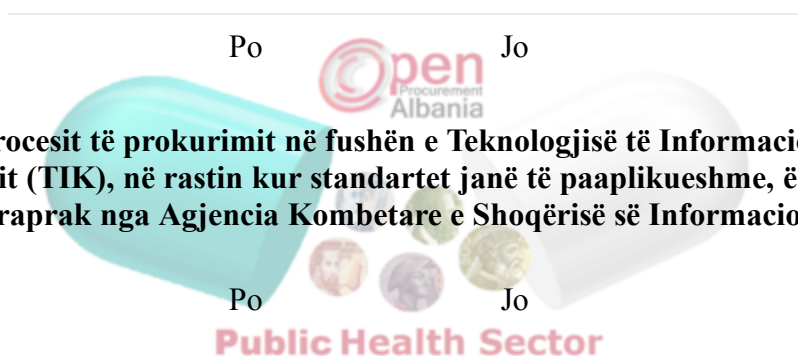 Po Jo
Open
Procurement
Albania
rocesit të prokurimit në fushën e Teknologjisë të Informaci
it (TIK), në rastin kur standartet janë të paaplikueshme, ë
raprak nga Agjencia Kombetare e Shoqërisë së Informacio
Po Jo
Public Health Sector